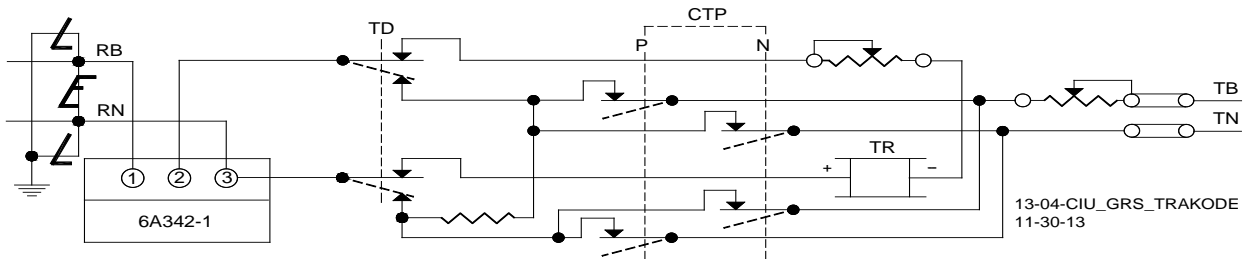 CTP
TD
P N
RB
TB
RN
TN
TR
+ −
1 2 3
6A342-1
13-04-CIU_GRS_TRAKODE
11-30-13